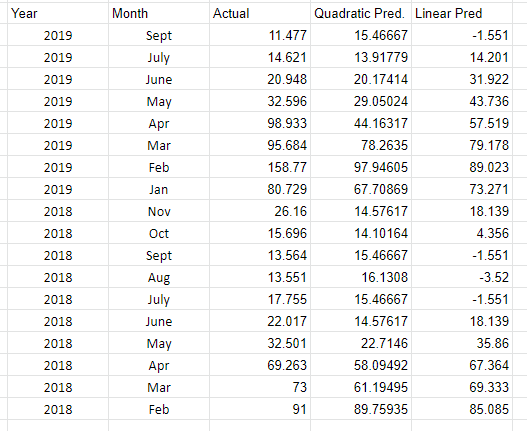 Year Month Actual Quadratic Pred. Linear Pred
2019 Sept 11.477 15.46667 -1.551
2019 July 14.621 13.91779 14.201
2019 June 20.948 20.17414 31.922
2019 May 32.596 29.05024 43.736
2019 Apr 98.933 44.16317 57.519
2019 Mar 95.684 78.2635 79.178
2019 Feb 158.77 97.94605 89.023
2019 Jan 80.729 67.70869 73.271
2018 Nov 26.16 14.57617 18.139
2018 Oct 15.696 14.10164 4.356
2018 Sept 13.564 15.46667 -1.551
2018 Aug 13.551 16.1308 -3.52
2018 July 17.755 15.46667 -1.551
2018 June 22.017 14.57617 18.139
2018 May 32.501 22.7146 35.86
2018 Apr 69.263 58.09492 67.364
2018 Mar 73 61.19495 69.333
2018 Feb 91 89.75935 85.085